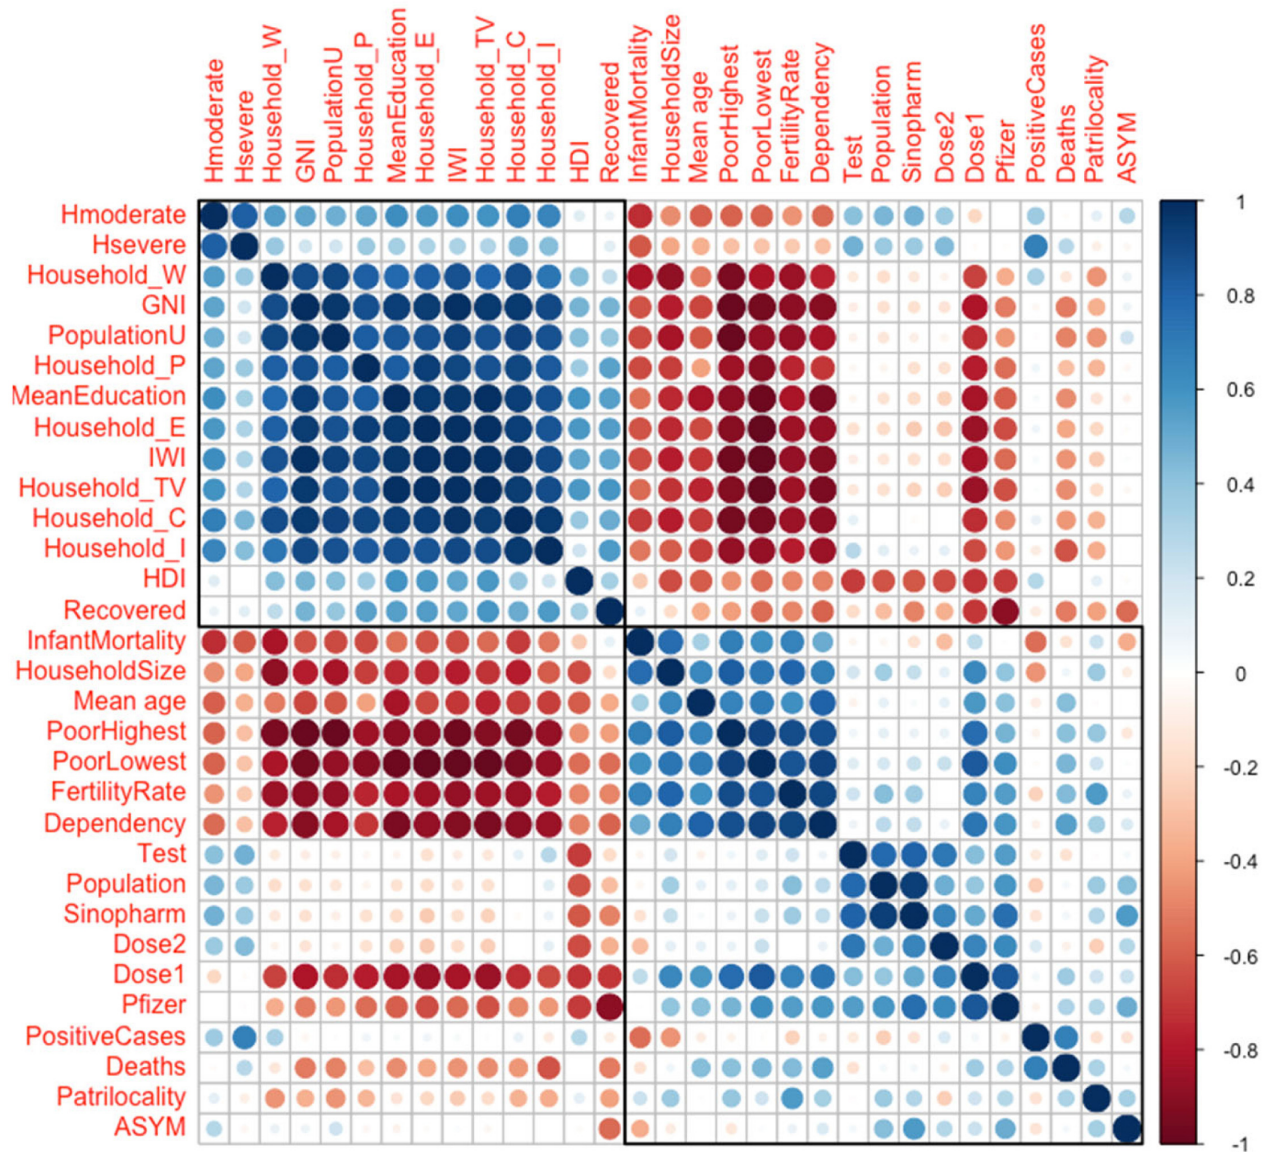 Hmoderate
Hsevere
Household_W
GNI
PopulationU
Household_P
MeanEducation
Household_E
IWI
Household_TV
Household_C
Household_I
HDI
Recovered
InfantMortality
HouseholdSize
Mean age
PoorHighest
PoorLowest
FertilityRate
Dependency
Test
Population
Sinopharm
Dose2
Dose1
Pfizer
PositiveCases
Deaths
Patrilocality
ASYM
Hmoderate
Hsevere
Household_W
GNI
PopulationU
Household_P
MeanEducation
Household_E
IWI
Household_TV
Household_C
Household_I
HDI
Recovered
InfantMortality
HouseholdSize
Mean age
PoorHighest
PoorLowest
FertilityRate
Dependency
Test
Population
Sinopharm
Dose2
Dose1
Pfizer
PositiveCases
Deaths
Patrilocality
ASYM
1
0.8
0.6
0.4
0.2
0
-0.2
-0.4
-0.6
-0.8
-1